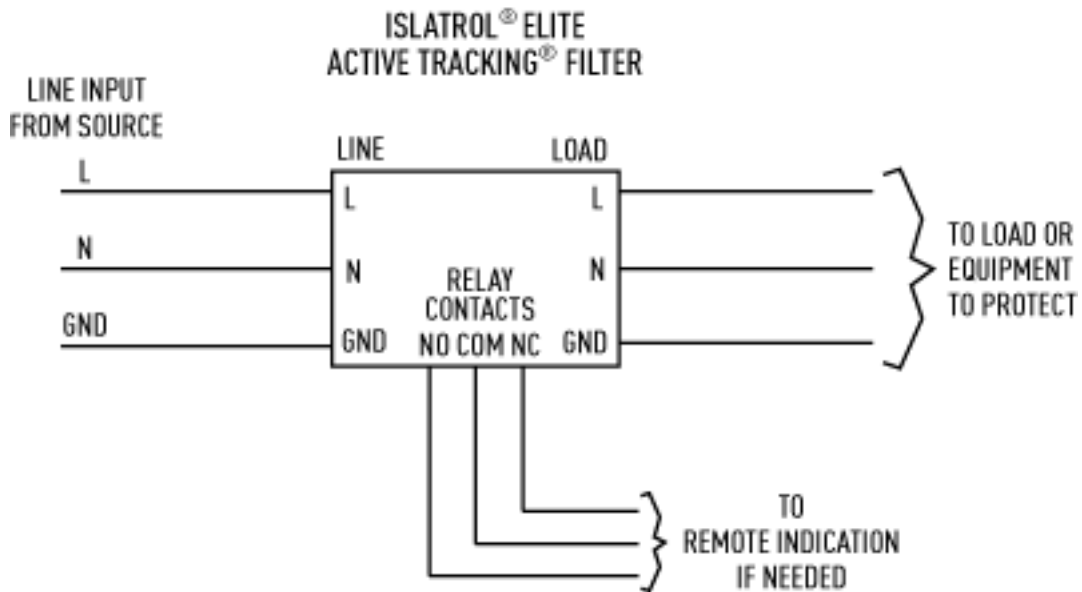 ISLATROL® ELITE
ACTIVE TRACKING® FILTER
LINE INPUT
FROM SOURCE
L
N
GND
LINE
LOAD
L
L
N
N
RELAY
CONTACTS
GND
NO COM NC
GND
TO LOAD OR
EQUIPMENT
TO PROTECT
TO
REMOTE INDICATION
IF NEEDED